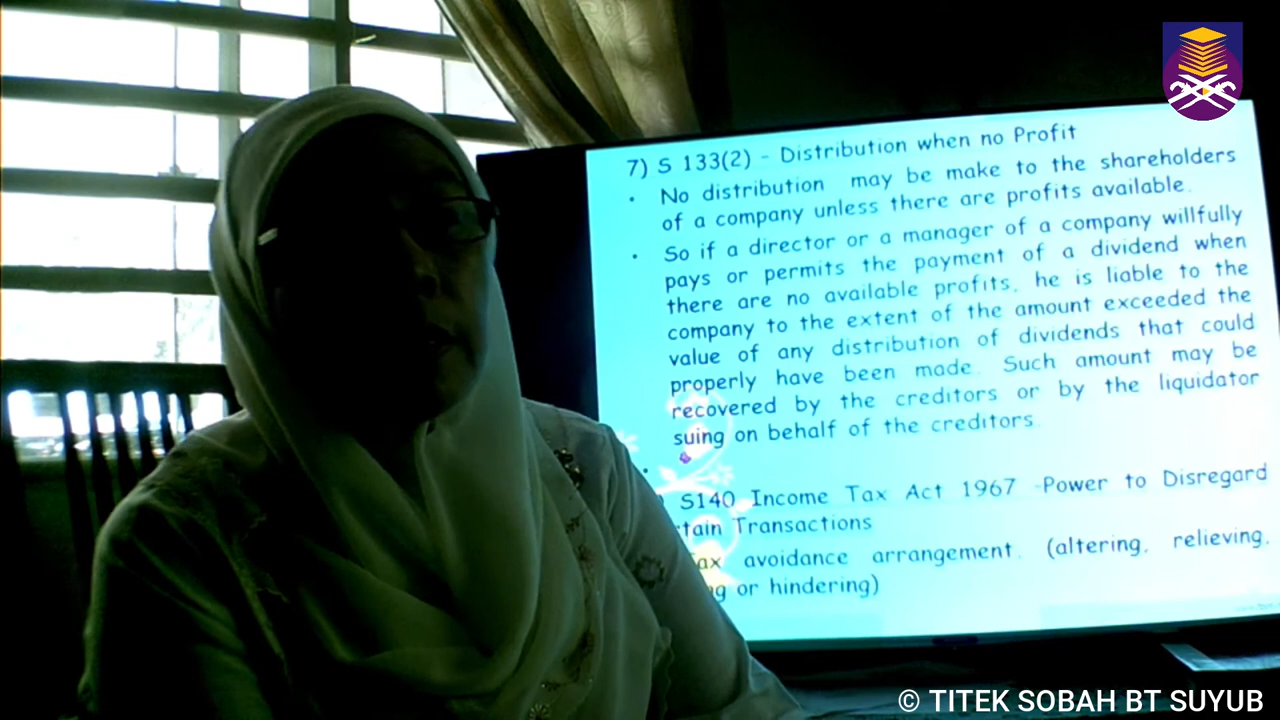 7) S 133(2) - Distribution when no Profit
• No distribution may be make to the shareholders
of a company unless there are profits available.
• So if a director or a manager of a company willfully
pays or permits the payment of a dividend when
there are no available profits, he is liable to the
company to the extent of the amount exceeded the
value of any distribution of dividends that could
properly have been made. Such amount may be
recovered by the creditors or by the liquidator
suing on behalf of the creditors.
•
S140 Income Tax Act 1967 -Power to Disregard
tain Transactions
ax avoidance arrangement. (altering, relieving,
g or hindering)
© TITEK SOBAH BT SUYUB